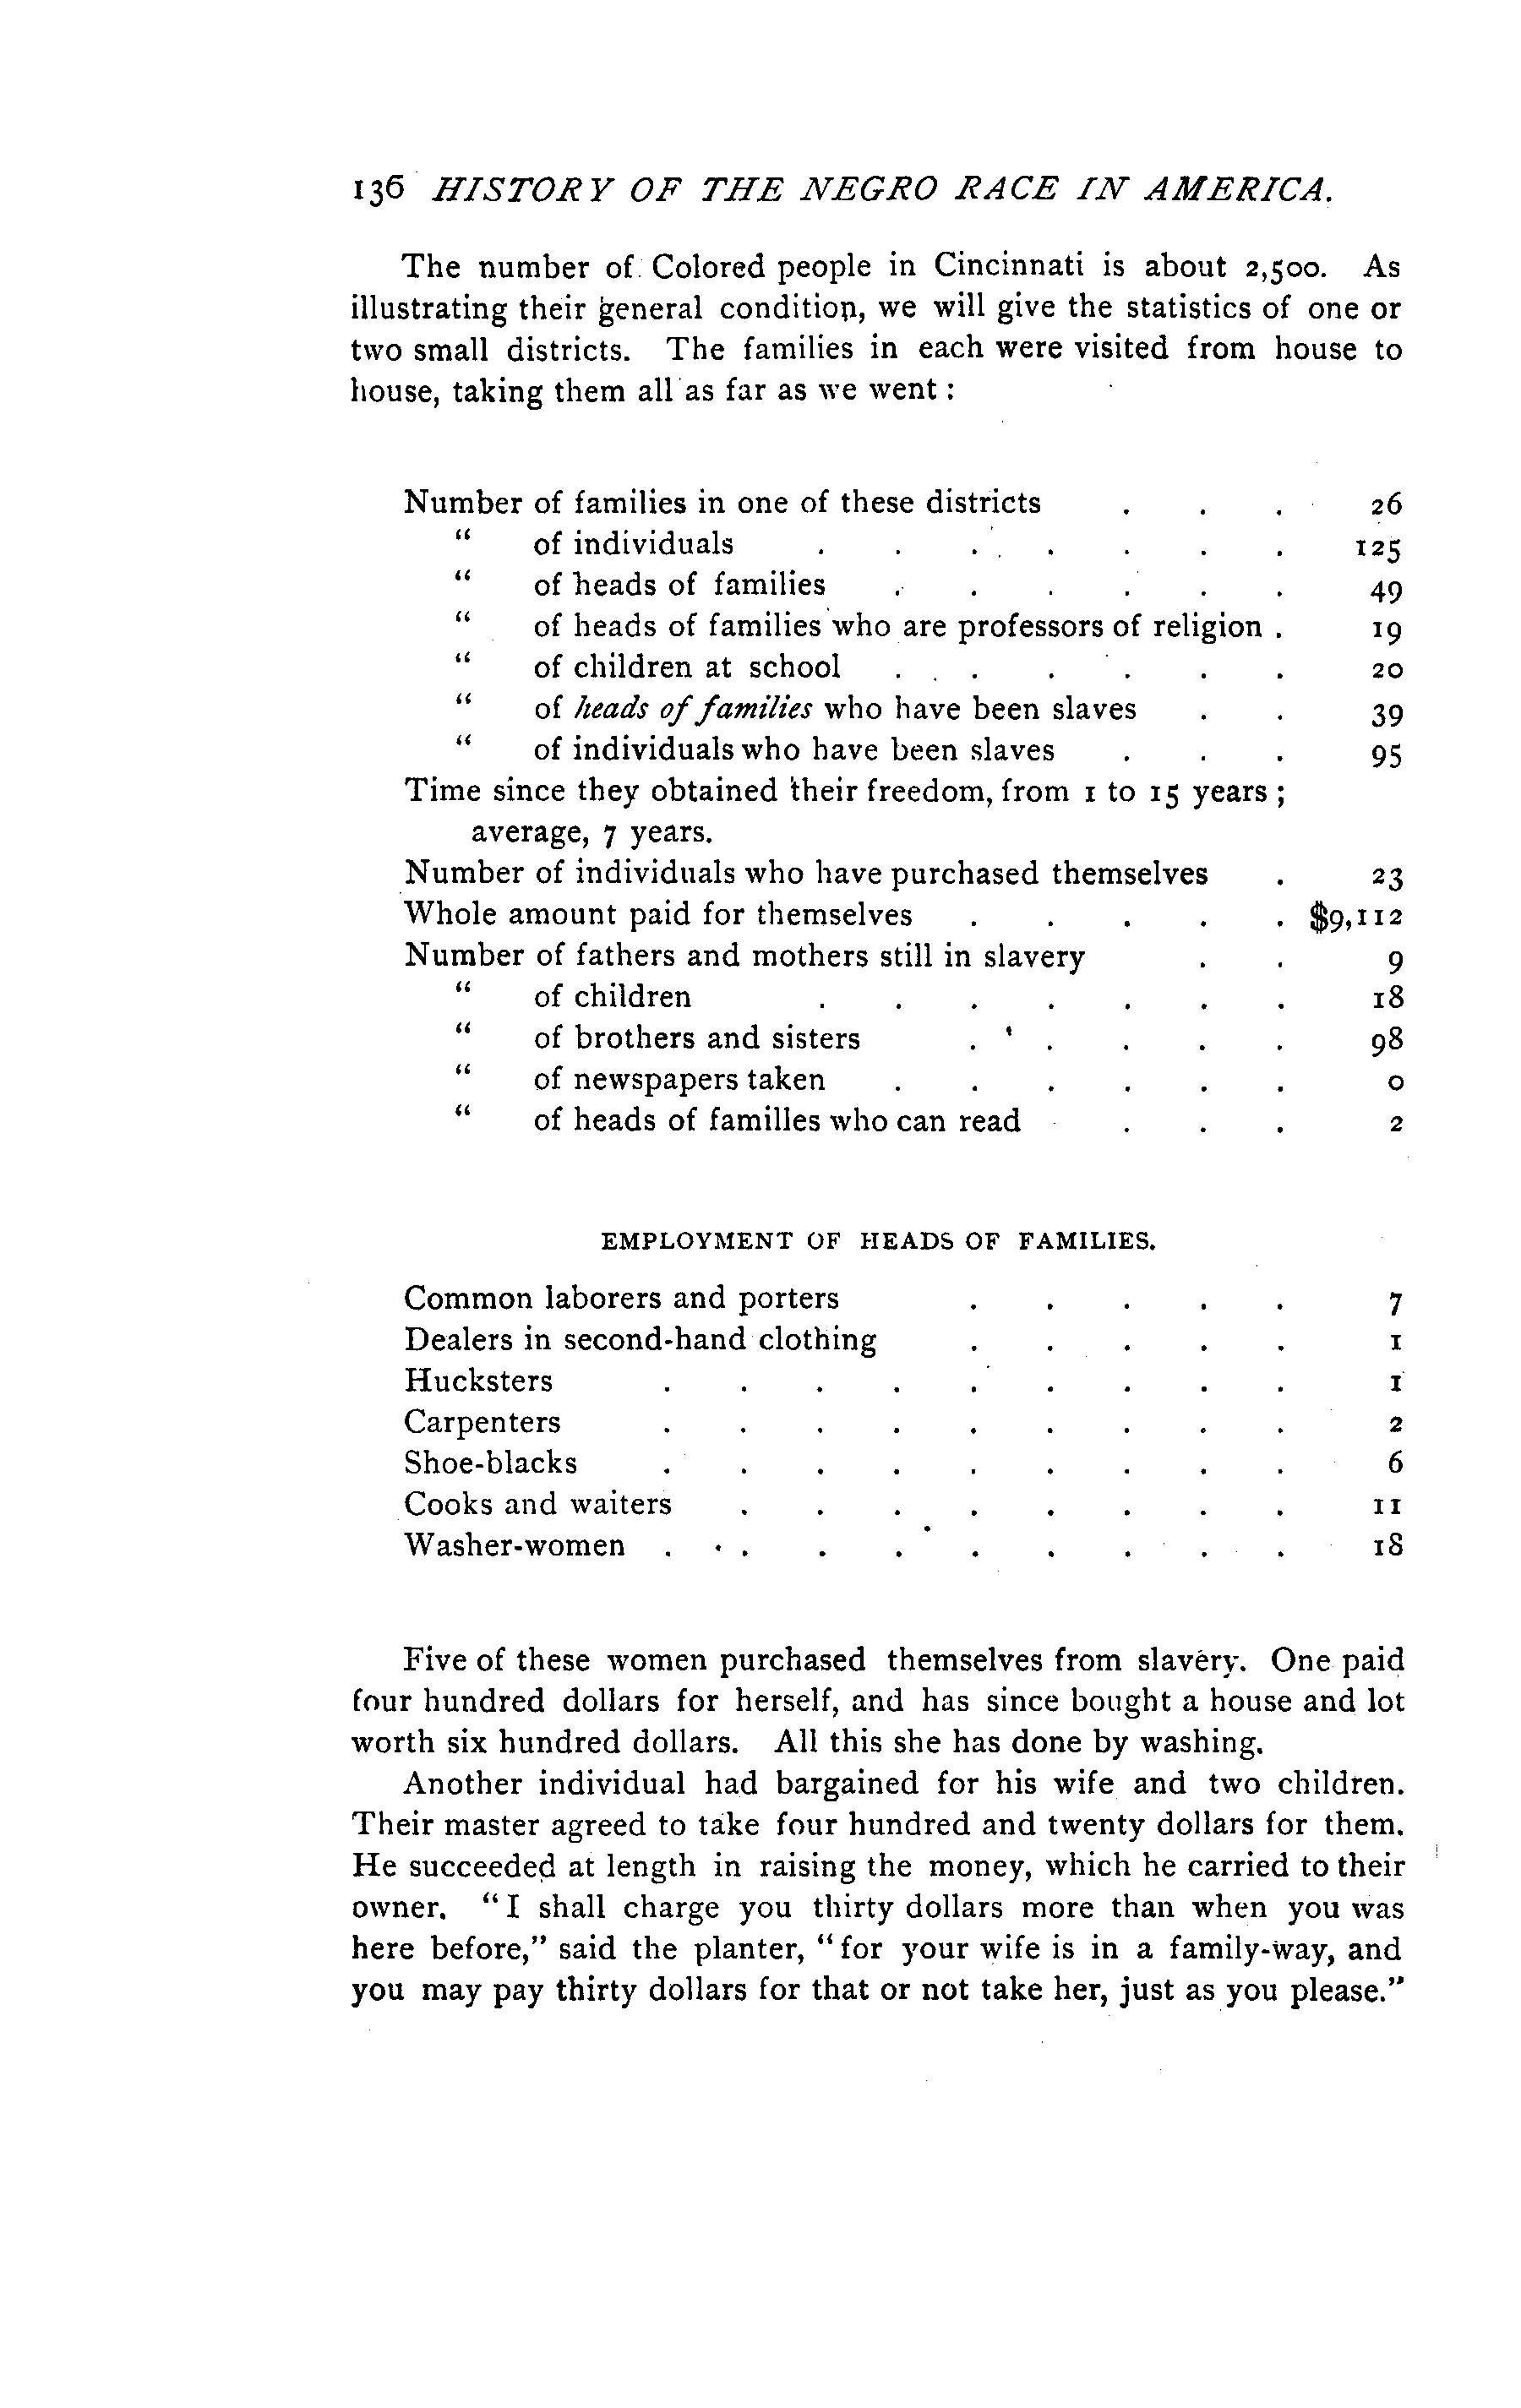 136 HISTORY OF THE NEGRO RACE IN AMERICA.
The number of Colored people in Cincinnati is about 2,500. As
illustrating their general condition, we will give the statistics of one or
two small districts. The families in each were visited from house to
house, taking them all as far as we went :
Number of families in one of these districts . . . 26
“ of individuals . . . . . . . 125
“ of heads of families . . . . . . 49
“ of heads of families who are professors of religion . 19
“ of children at school . . . . . . 20
“ of heads of families who have been slaves . . 39
“ of individuals who have been slaves . . . 95
Time since they obtained their freedom, from 1 to 15 years ;
average, 7 years.
Number of individuals who have purchased themselves . 23
Whole amount paid for themselves . . . . . $9,112
Number of fathers and mothers still in slavery . . 9
“ of children . . . . . . . 18
“ of brothers and sisters . . . . . 98
“ of newspapers taken . . . . . . 0
“ of heads of familles who can read . . . 2
EMPLOYMENT OF HEADS OF FAMILIES.
Common laborers and porters . . . . . 7
Dealers in second-hand clothing . . . . . 1
Hucksters . . . . . . . . . 1
Carpenters . . . . . . . . . 2
Shoe-blacks . . . . . . . . . 6
Cooks and waiters . . . . . . . . 11
Washer-women . . . . . . . . . 18
Five of these women purchased themselves from slavery. One paid
four hundred dollars for herself, and has since bought a house and lot
worth six hundred dollars. All this she has done by washing.
Another individual had bargained for his wife and two children.
Their master agreed to take four hundred and twenty dollars for them.
He succeeded at length in raising the money, which he carried to their
owner. “I shall charge you thirty dollars more than when you was
here before,” said the planter, “for your wife is in a family-way, and
you may pay thirty dollars for that or not take her, just as you please.”